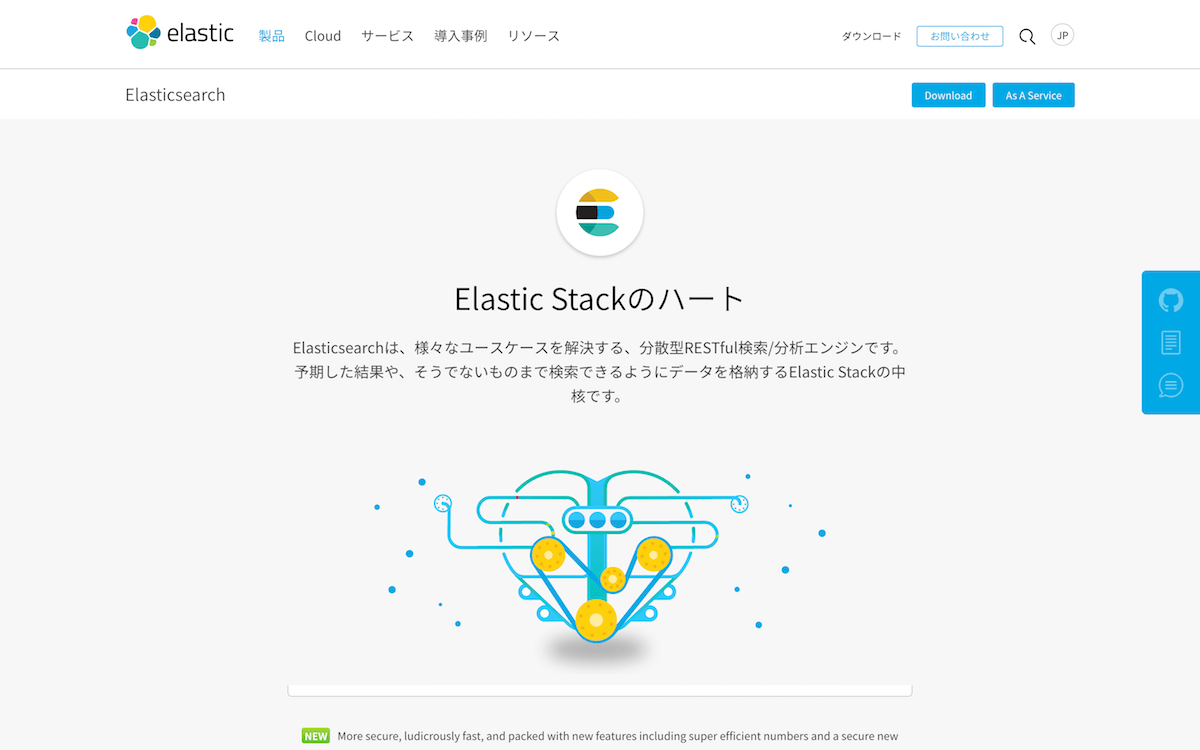 elastic 製品 Cloud サービス 導入事例 リソース ダウンロード お問い合わせ JP
Elasticsearch Download As A Service
Elastic Stackのハート
Elasticsearchは、様々なユースケースを解決する、分散型RESTful検索/分析エンジンです。
予期した結果や、そうでないものまで検索できるようにデータを格納するElastic Stackの中
核です。
NEW More secure, ludicrously fast, and packed with new features including super efficient numbers and a secure new